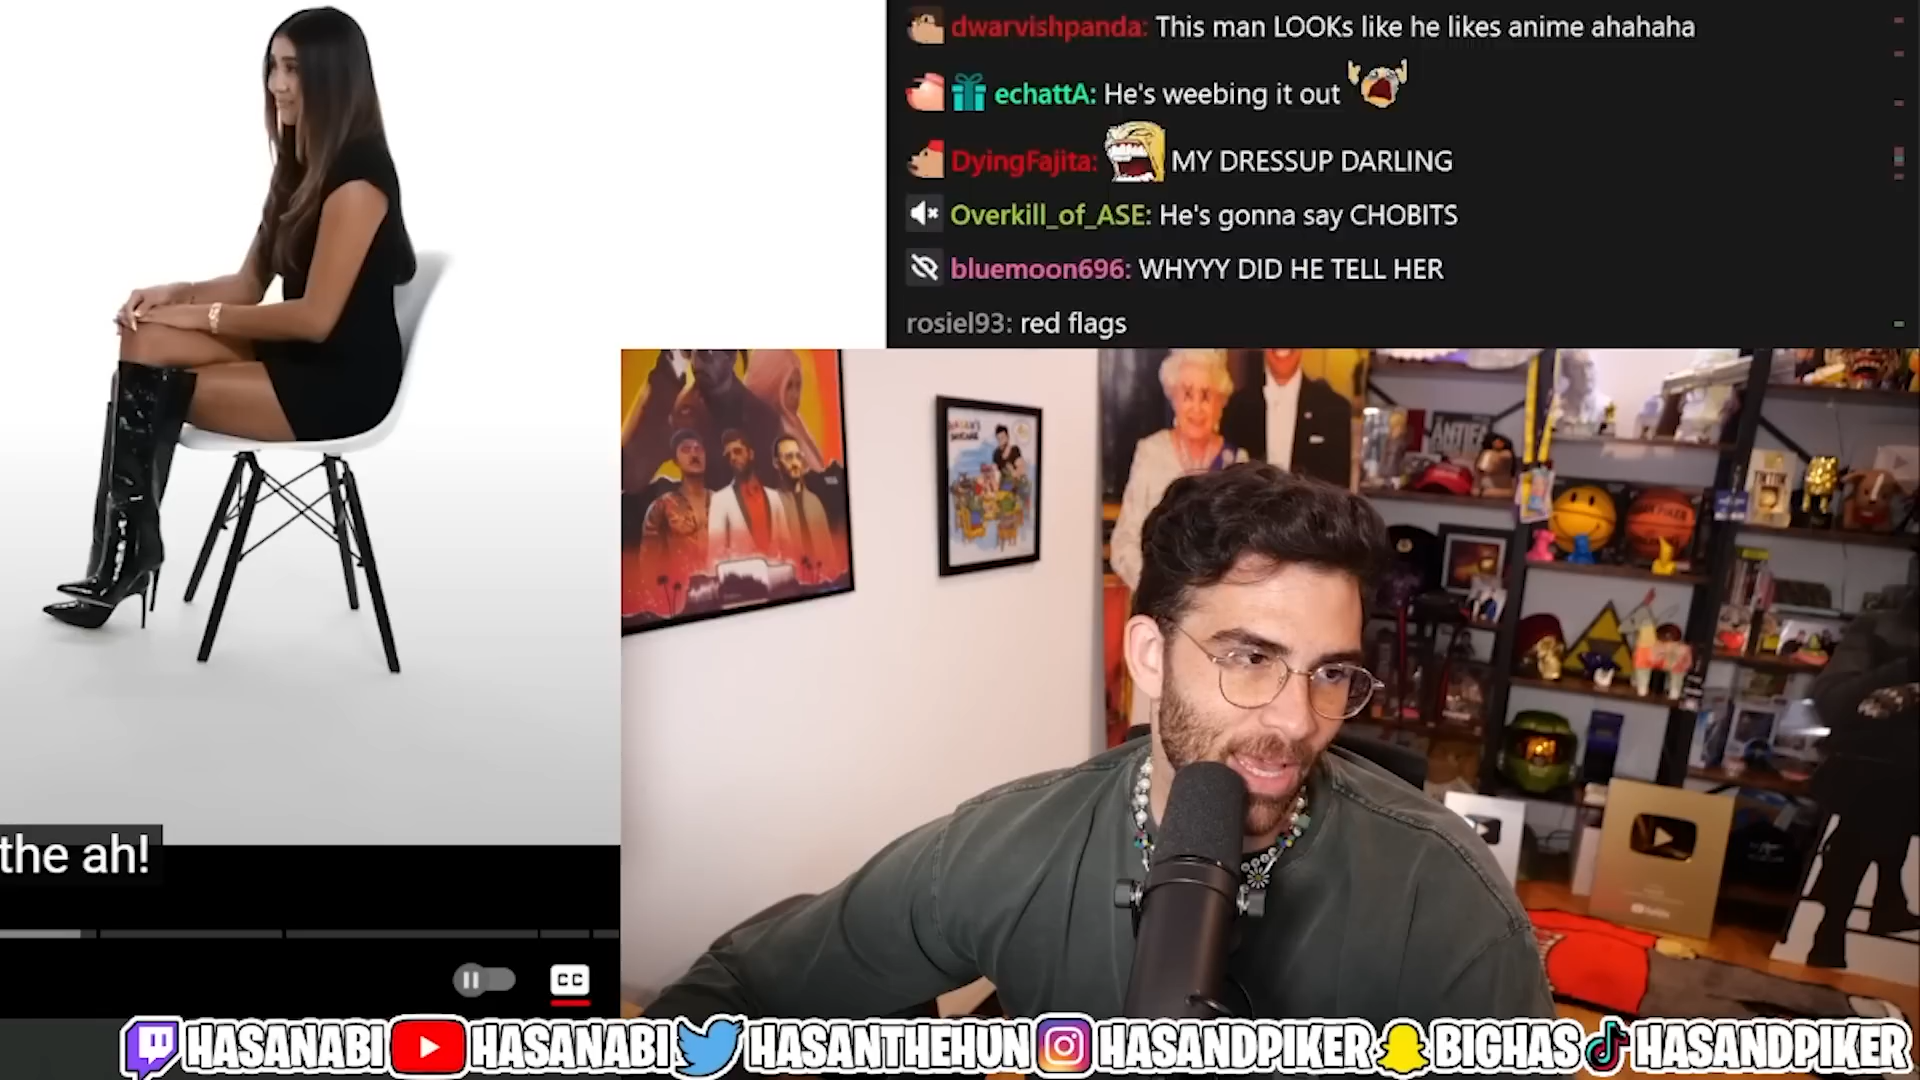 dwarvishpanda: This man LOOKs like he likes anime ahahaha
echattA: He's weebing it out
DyingFajita: MY DRESSUP DARLING
Overkill_of_ASE: He's gonna say CHOBITS
bluemoon696: WHYYY DID HE TELL HER
rosiel93: red flags
ANTIFA
the ah!
CC
HASANABI HASANABI HASANTHEHUN HASANDPIKER BIGHAS HASANDPIKER